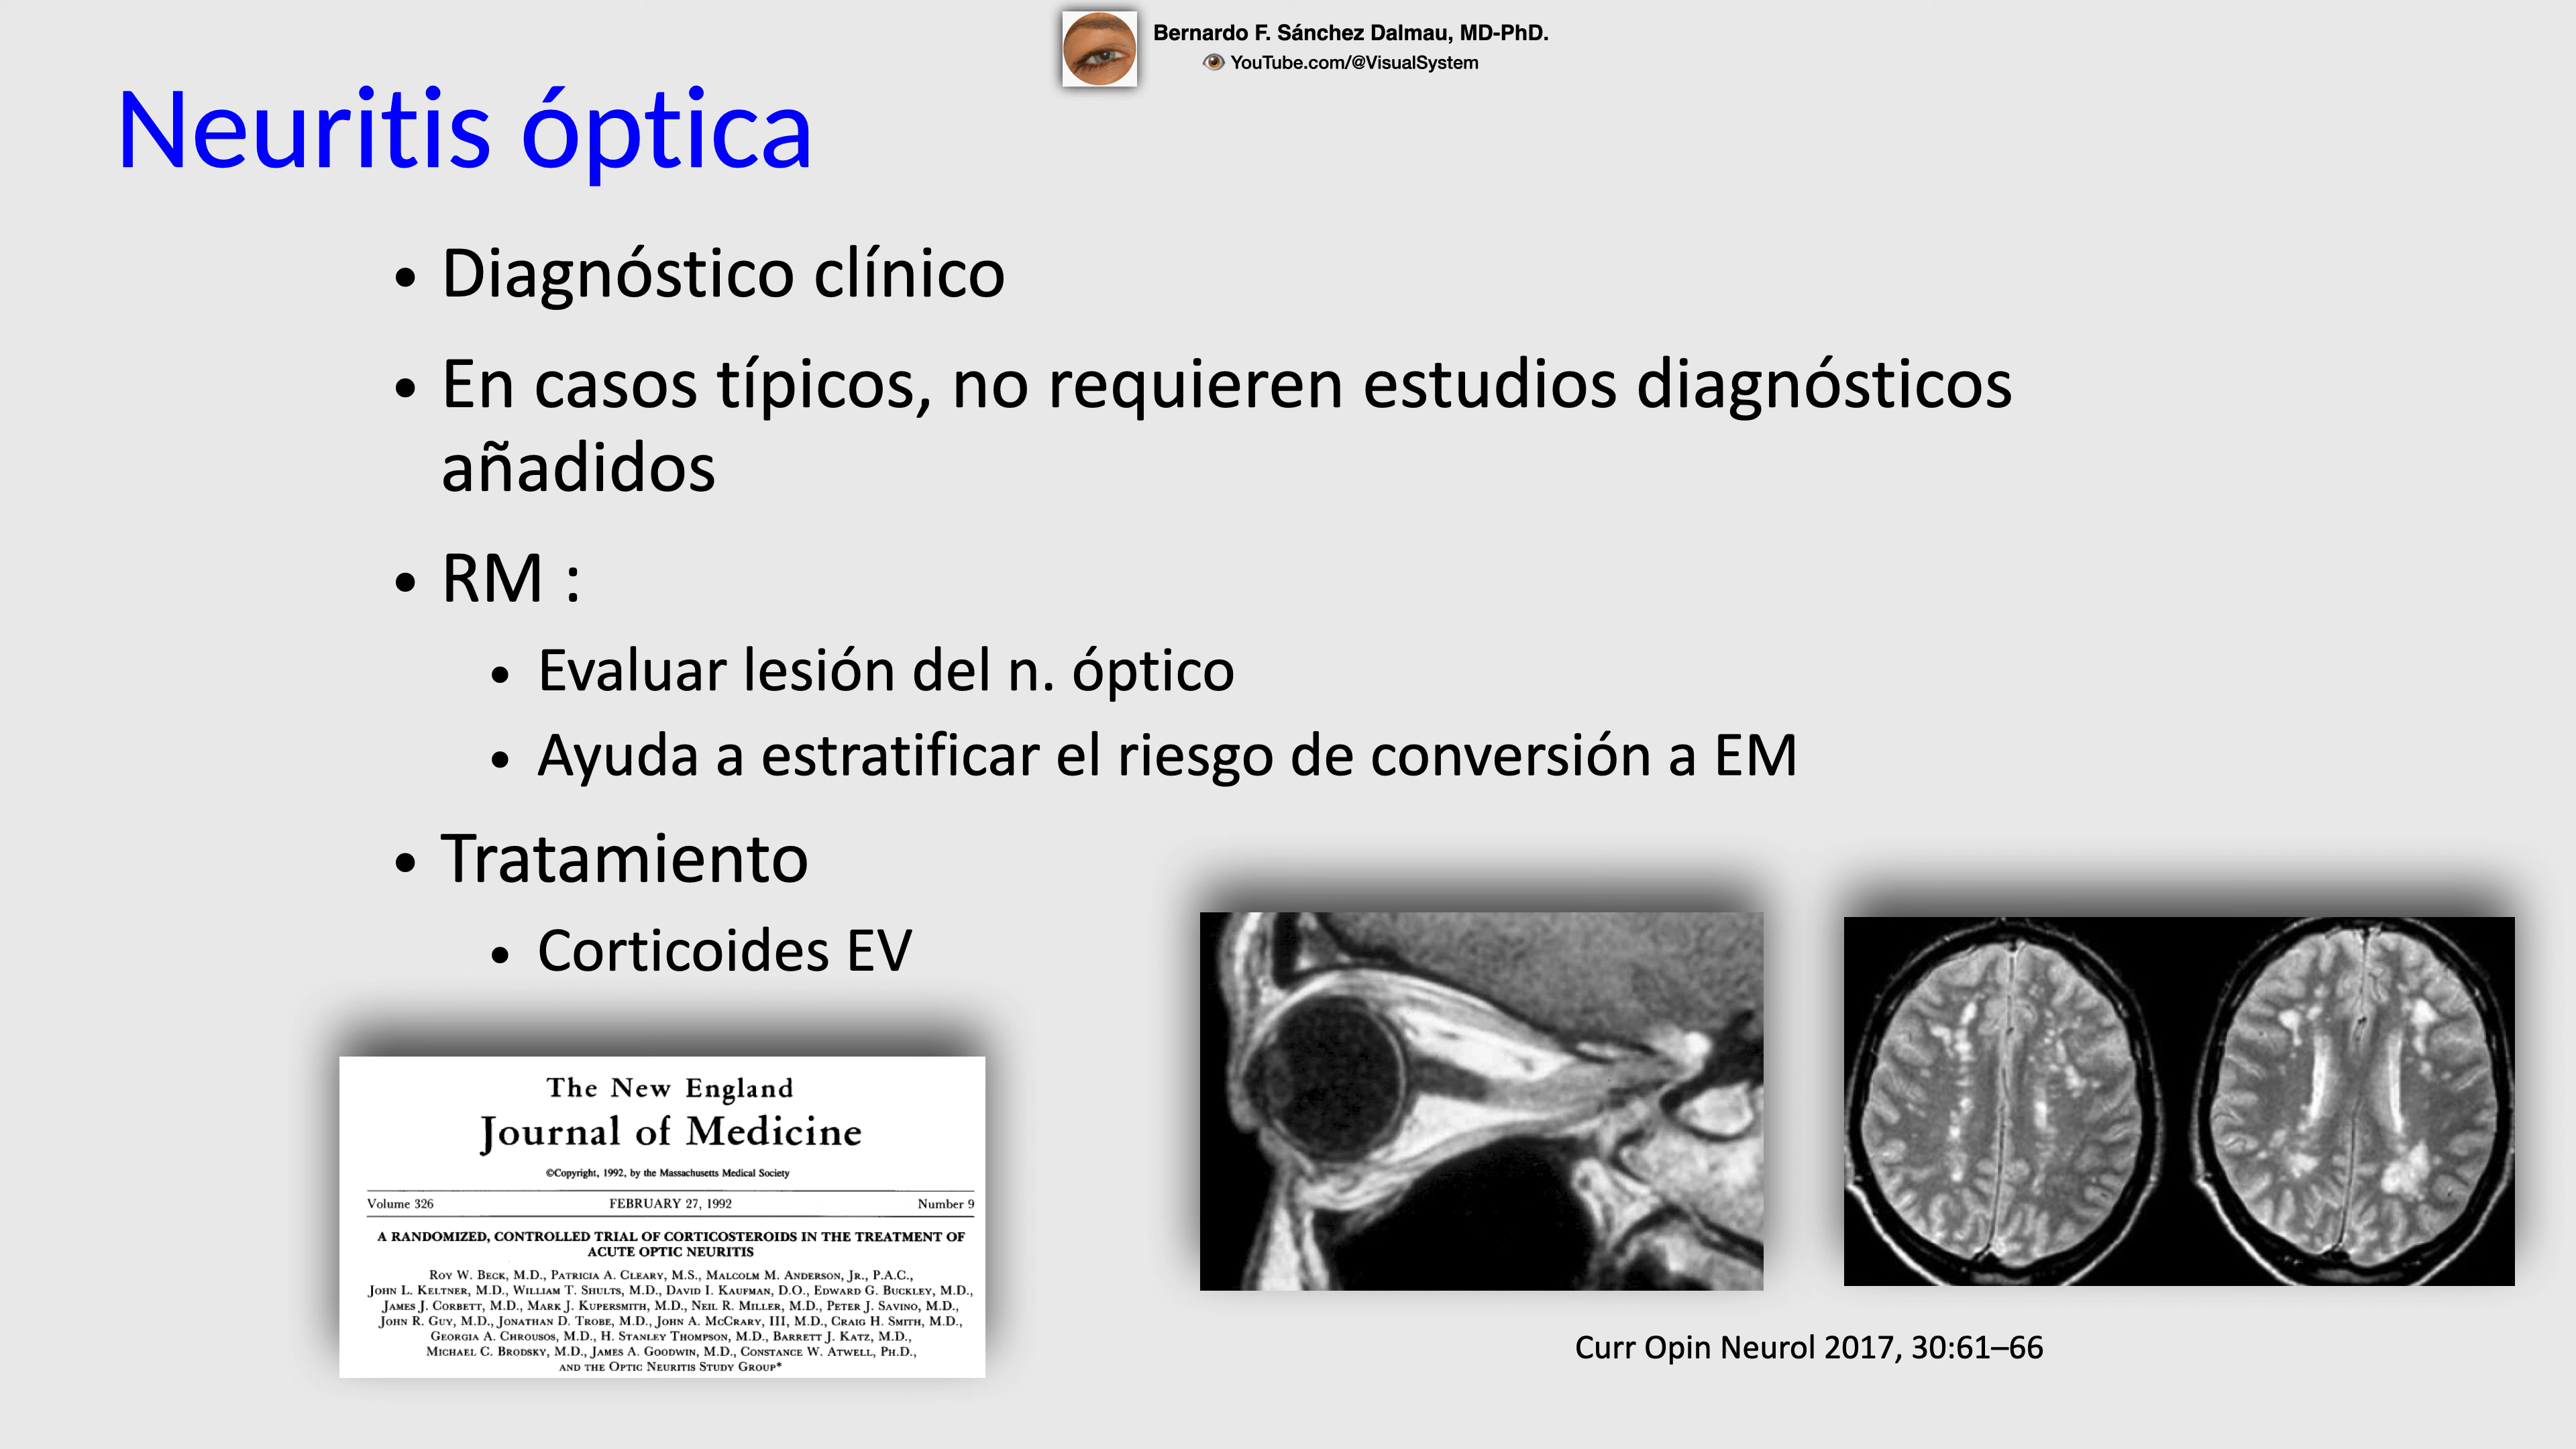 Bernardo F. Sánchez Dalmau, MD-PhD.
YouTube.com/@VisualSystem
Neuritis óptica
• Diagnóstico clínico
• En casos típicos, no requieren estudios diagnósticos
añadidos
• RM :
• Evaluar lesión del n. óptico
• Ayuda a estratificar el riesgo de conversión a EM
• Tratamiento
• Corticoides EV
The New England
Journal of Medicine
©Copyright, 1992, by the Massachusetts Medical Society
Volume 326 FEBRUARY 27, 1992 Number 9
A RANDOMIZED, CONTROLLED TRIAL OF CORTICOSTEROIDS IN THE TREATMENT OF
ACUTE OPTIC NEURITIS
Roy W. Beck, M.D., Patricia A. Cleary, M.S., Malcolm M. Anderson, Jr., P.A.C.,
John L. Keltner, M.D., William T. Shults, M.D., David I. Kaufman, D.O., Edward G. Buckley, M.D.,
James J. Corbett, M.D., Mark J. Kupersmith, M.D., Neil R. Miller, M.D., Peter J. Savino, M.D.,
John R. Guy, M.D., Jonathan D. Trobe, M.D., John A. McCrary, III, M.D., Craig H. Smith, M.D.,
Georgia A. Chrousos, M.D., H. Stanley Thompson, M.D., Barrett J. Katz, M.D.,
Michael C. Brodsky, M.D., James A. Goodwin, M.D., Constance W. Atwell, Ph.D.,
and the Optic Neuritis Study Group*
Curr Opin Neurol 2017, 30:61–66